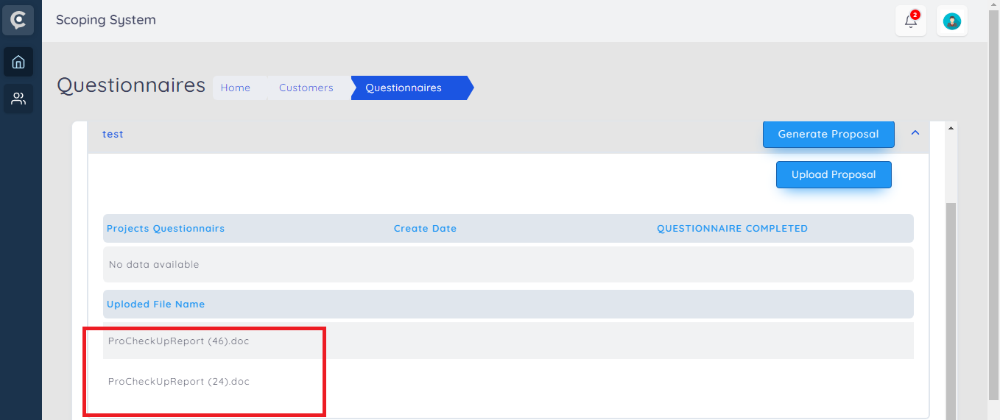 Scoping System
2
Questionnaires
Home Customers Questionnaires
test
Generate Proposal
Upload Proposal
Projects Questionnairs Create Date QUESTIONNAIRE COMPLETED
No data available
Uploded File Name
ProCheckUpReport (46).doc
ProCheckUpReport (24).doc